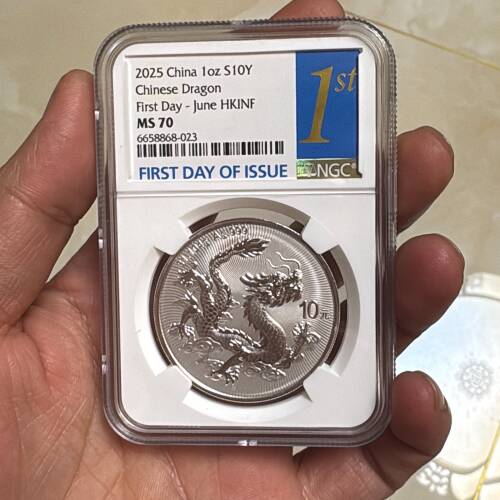 2025 China 1oz S10Y
Chinese Dragon
First Day - June HKINF
MS 70
6658868-023
FIRST DAY OF ISSUE
1st
NGC
999
10元